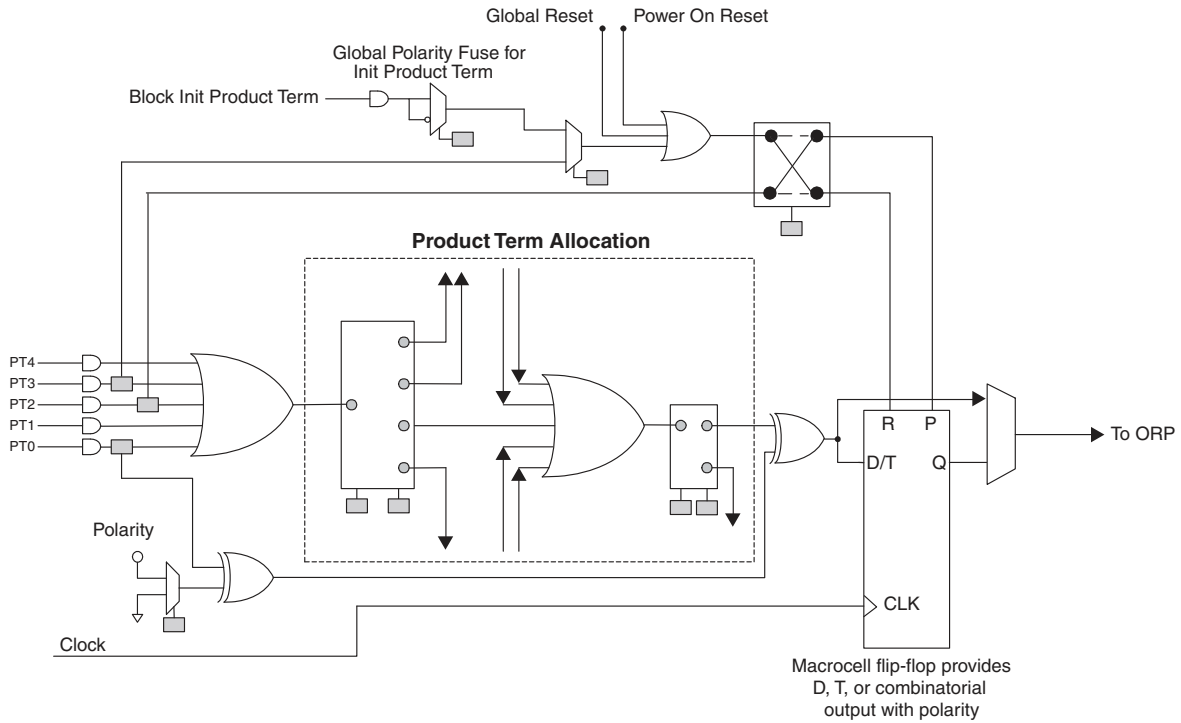 Global Reset
Power On Reset
Global Polarity Fuse for
Init Product Term
Block Init Product Term
Product Term Allocation
PT4
PT3
PT2
PT1
PT0
R
P
D/T
Q
To ORP
Polarity
CLK
Clock
Macrocell flip-flop provides
D, T, or combinatorial
output with polarity